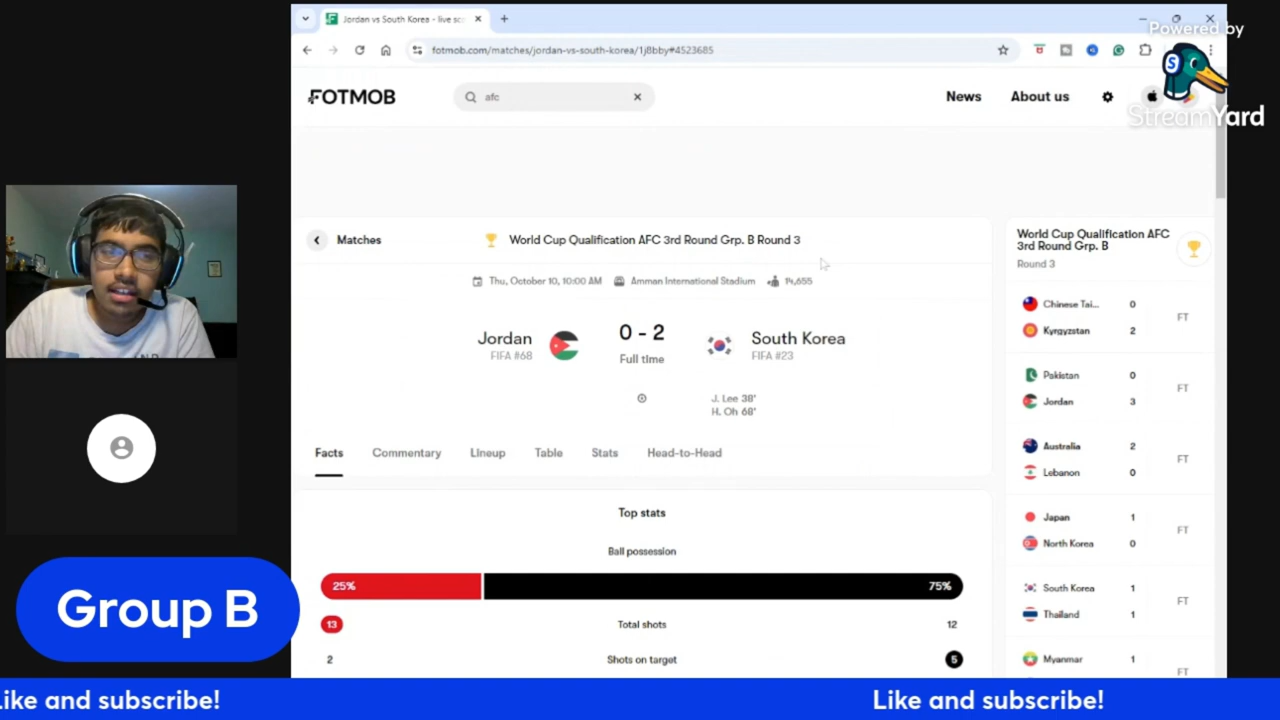 Jordan vs South Korea - live sc
fotmob.com/matches/jordan-vs-south-korea/1j8bby#4523685
Powered by
StreamYard
FOTMOB
afc
News
About us
Matches
World Cup Qualification AFC 3rd Round Grp. B Round 3
Thu, October 10, 10:00 AM
Amman International Stadium
14,655
Jordan
FIFA #68
0 - 2
Full time
South Korea
FIFA #23
J. Lee 38'
H. Oh 68'
Facts
Commentary
Lineup
Table
Stats
Head-to-Head
Top stats
Ball possession
25%
75%
13
Total shots
12
2
Shots on target
5
World Cup Qualification AFC
3rd Round Grp. B
Round 3
Chinese Tai... 0
Kyrgyzstan 2
FT
Pakistan 0
Jordan 3
FT
Australia 2
Lebanon 0
FT
Japan 1
North Korea 0
FT
South Korea 1
Thailand 1
FT
Myanmar 1
FT
Group B
Like and subscribe!
Like and subscribe!